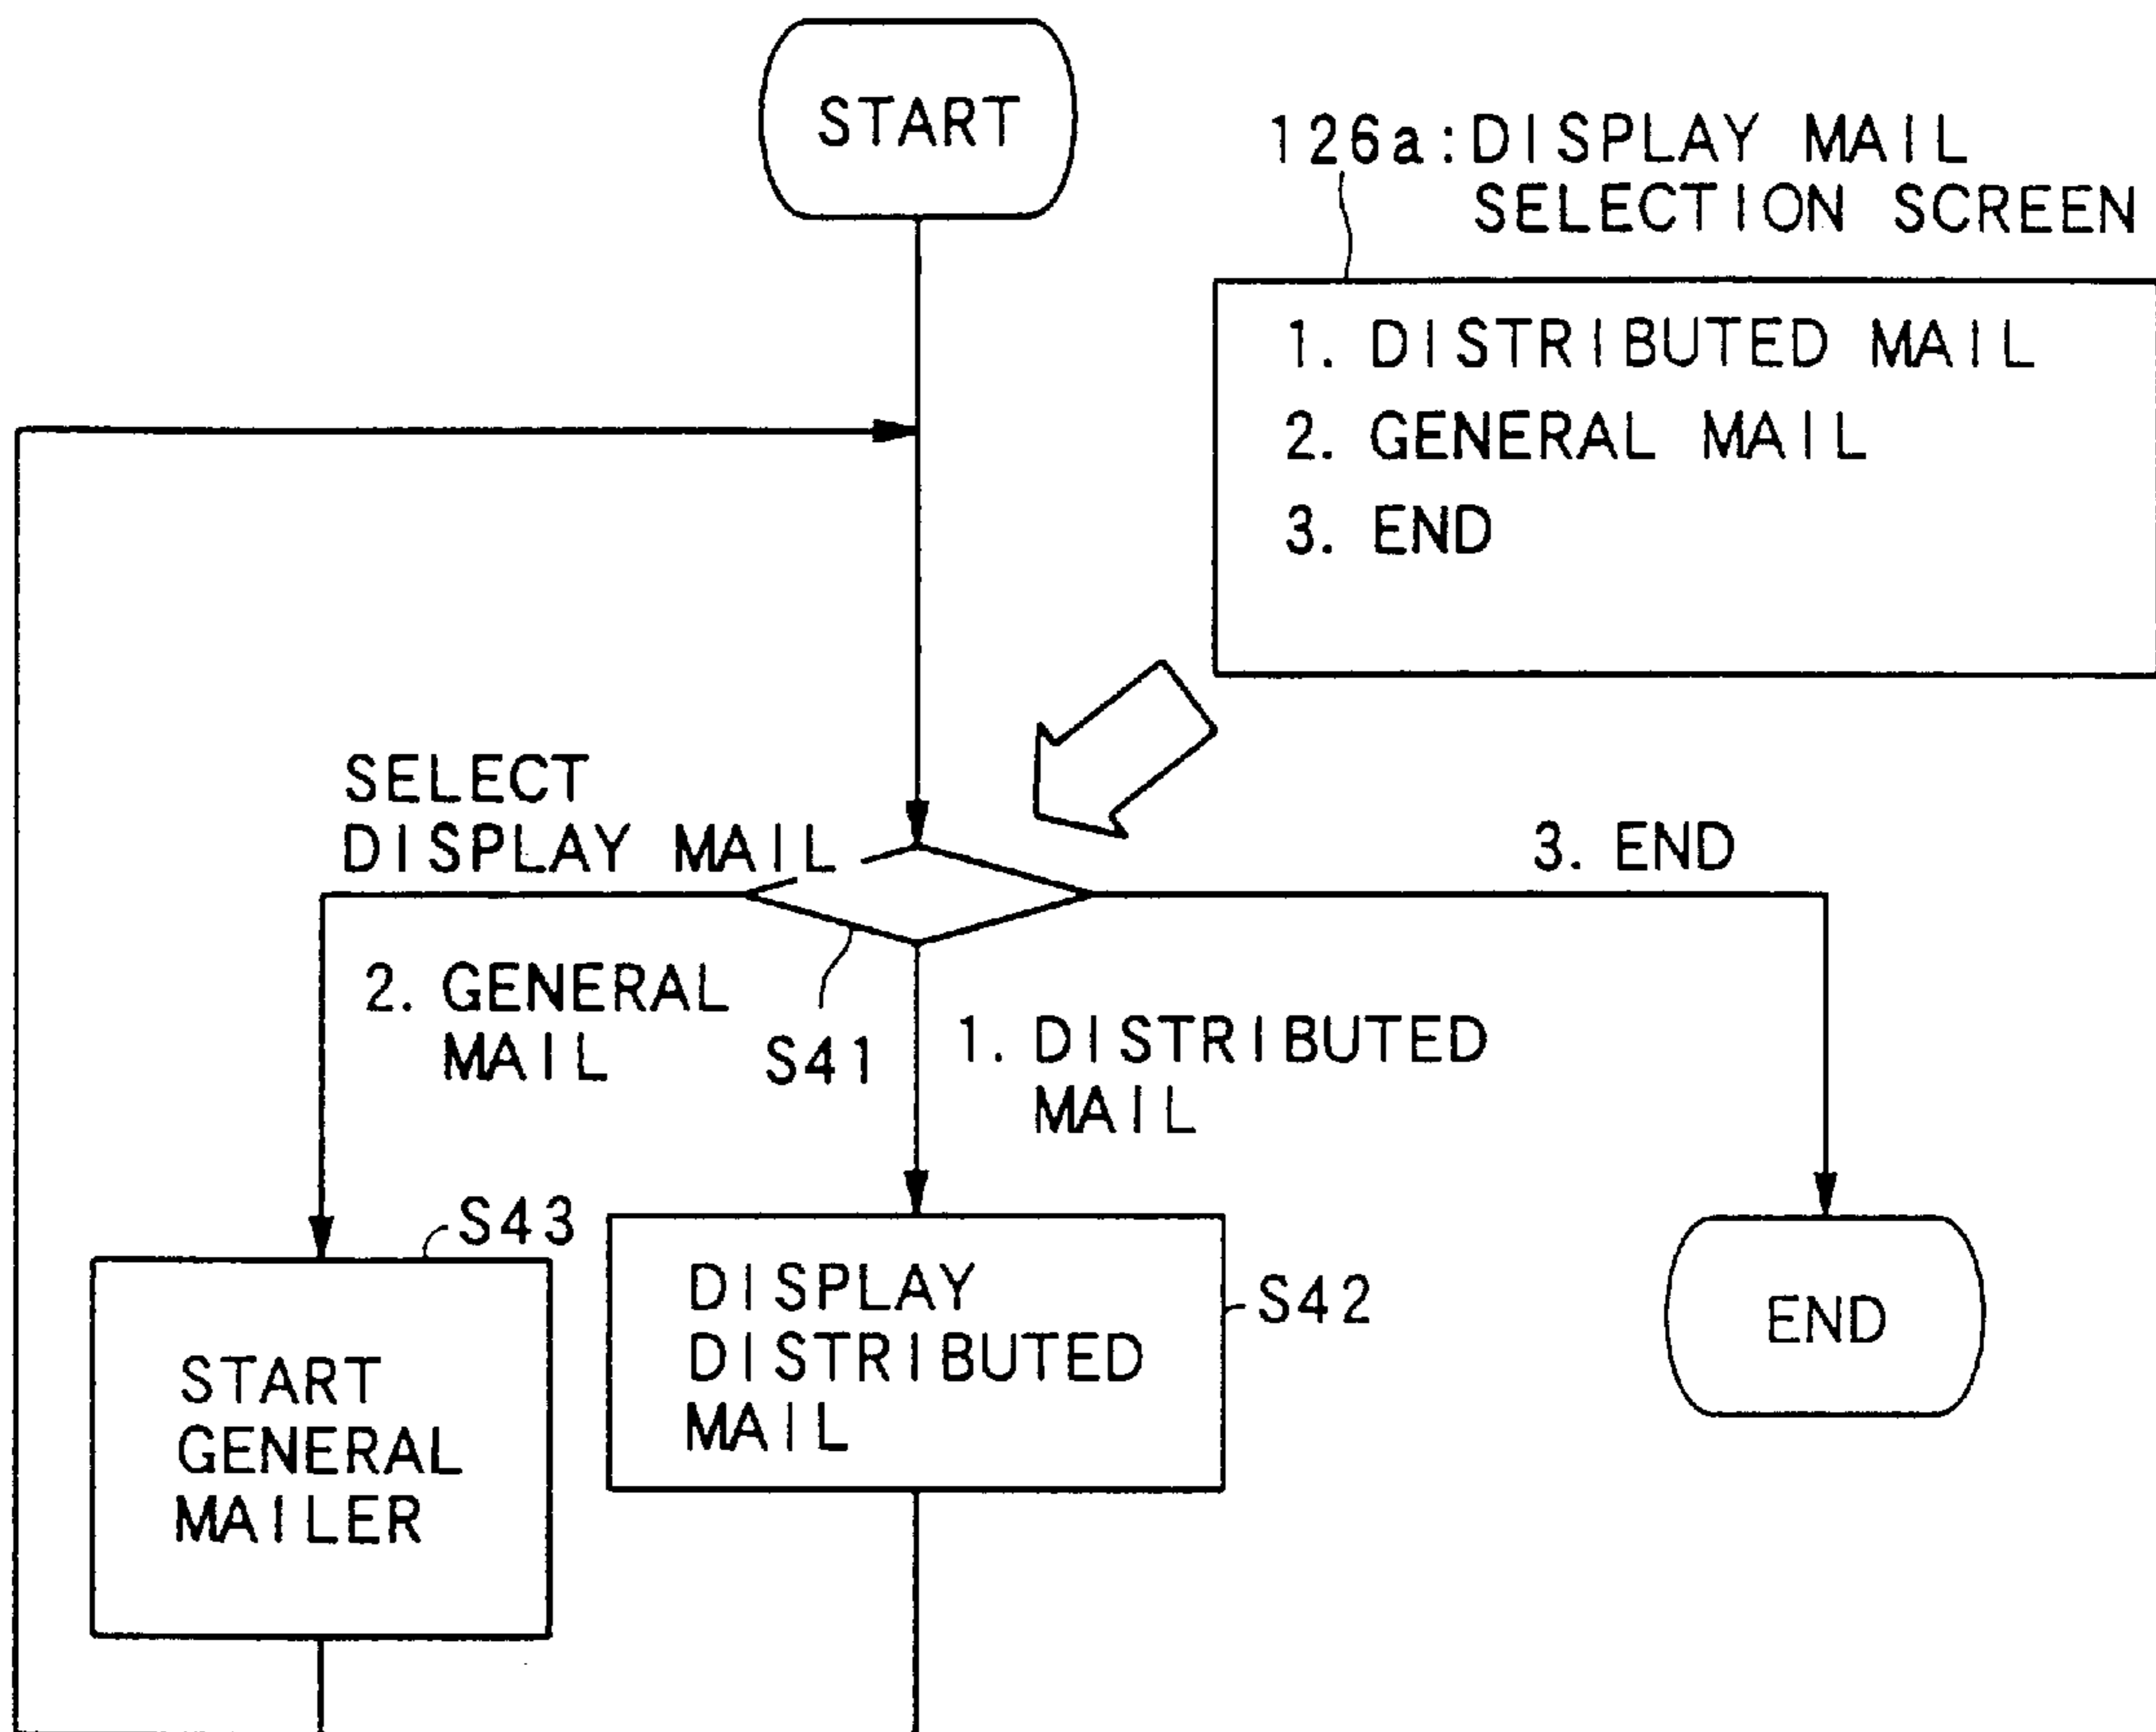 START
126a:DISPLAY MAIL
SELECTION SCREEN
1. DISTRIBUTED MAIL
2. GENERAL MAIL
3. END
SELECT
DISPLAY MAIL
3. END
2. GENERAL
MAIL
S41
1. DISTRIBUTED
MAIL
S43
START
GENERAL
MAILER
DISPLAY
DISTRIBUTED
MAIL
S42
END